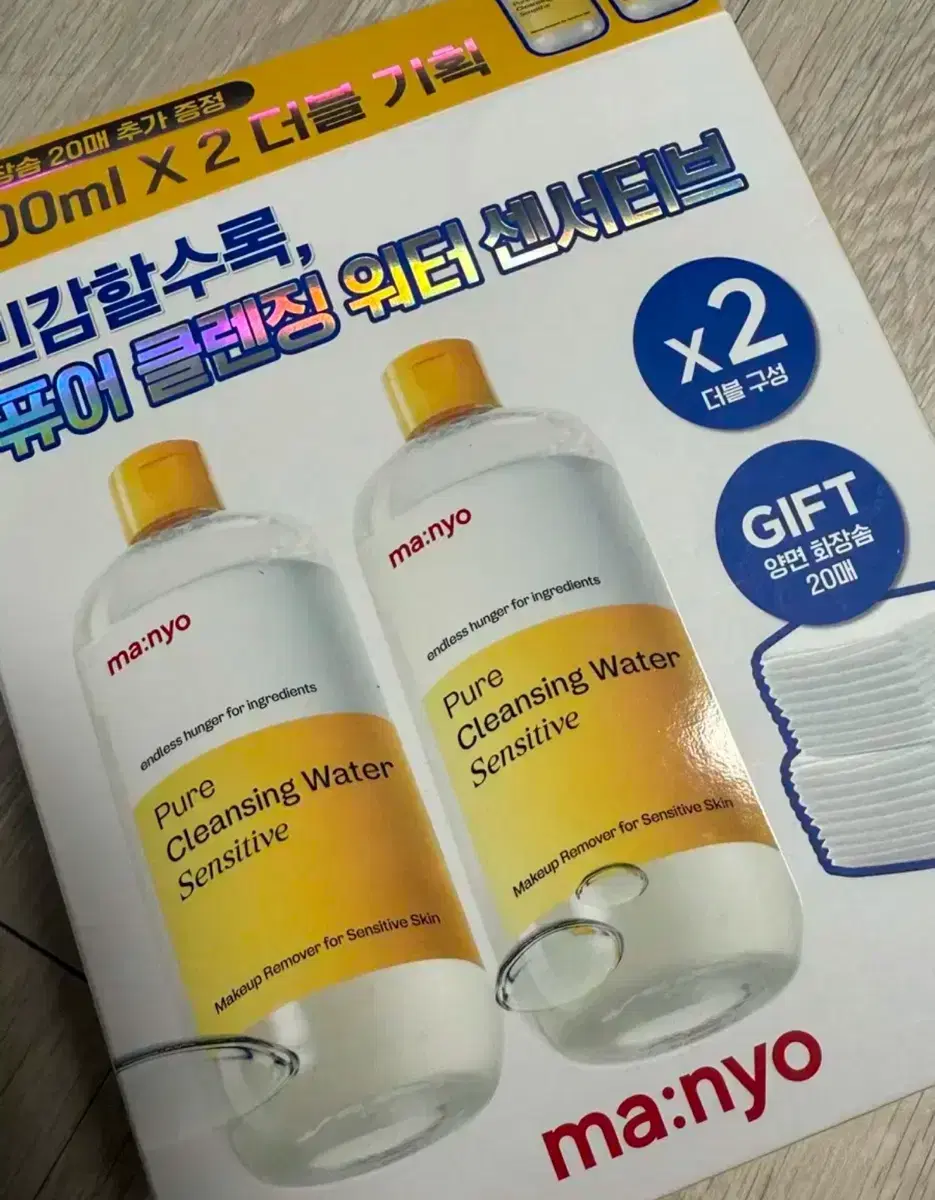 Sensitive
20매 추가 증정
00ml X 2 더블 기획
민감할수록,
퓨어 클렌징 워터 센서티브
x2
더블 구성
GIFT
양면 화장솜
20매
ma:nyo
endless hunger for ingredients
Pure
Cleansing Water
Sensitive
Makeup Remover for Sensitive Skin
ma:nyo
endless hunger for ingredients
Pure
Cleansing Water
Sensitive
Makeup Remover for Sensitive Skin
ma:nyo